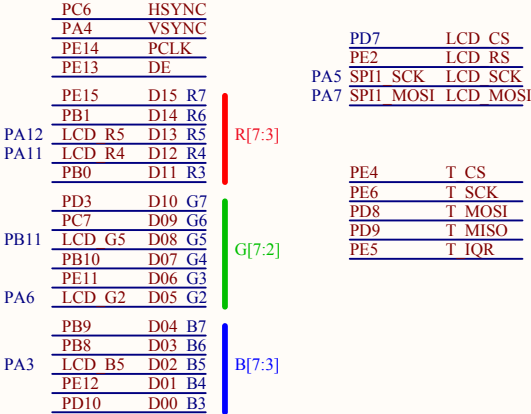 PC6 HSYNC
PA4 VSYNC
PE14 PCLK
PE13 DE
PE15 D15 R7
PB1 D14 R6
PA12 LCD_R5 D13 R5
PA11 LCD_R4 D12 R4
PB0 D11 R3
R[7:3]
PD3 D10 G7
PC7 D09 G6
PB11 LCD_G5 D08 G5
PB10 D07 G4
PE11 D06 G3
PA6 LCD_G2 D05 G2
G[7:2]
PB9 D04 B7
PB8 D03 B6
PA3 LCD_B5 D02 B5
PE12 D01 B4
PD10 D00 B3
B[7:3]
PD7 LCD_CS
PE2 LCD_RS
PA5 SPI1_SCK LCD_SCK
PA7 SPI1_MOSI LCD_MOSI
PE4 T_CS
PE6 T_SCK
PD8 T_MOSI
PD9 T_MISO
PE5 T_IQR